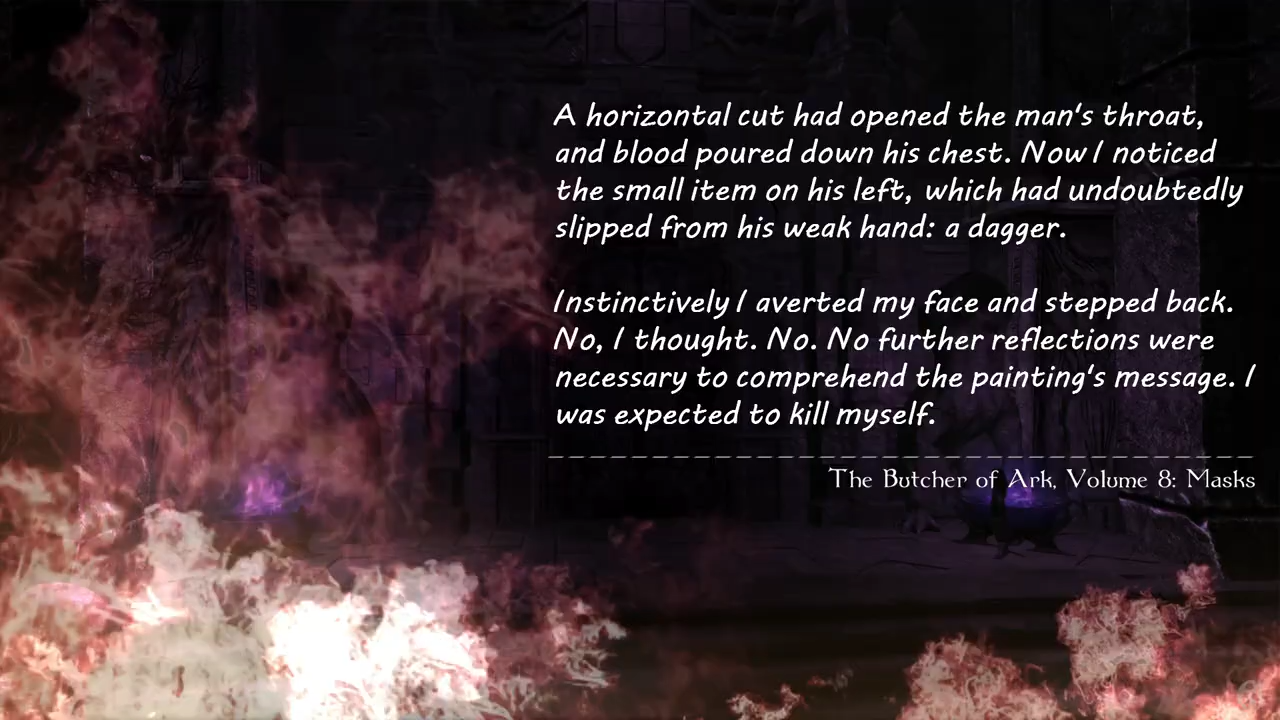 A horizontal cut had opened the man's throat,
and blood poured down his chest. Now I noticed
the small item on his left, which had undoubtedly
slipped from his weak hand: a dagger.
Instinctively I averted my face and stepped back.
No, I thought. No. No further reflections were
necessary to comprehend the painting's message. I
was expected to kill myself.
The Butcher of Ark, Volume 8: Masks